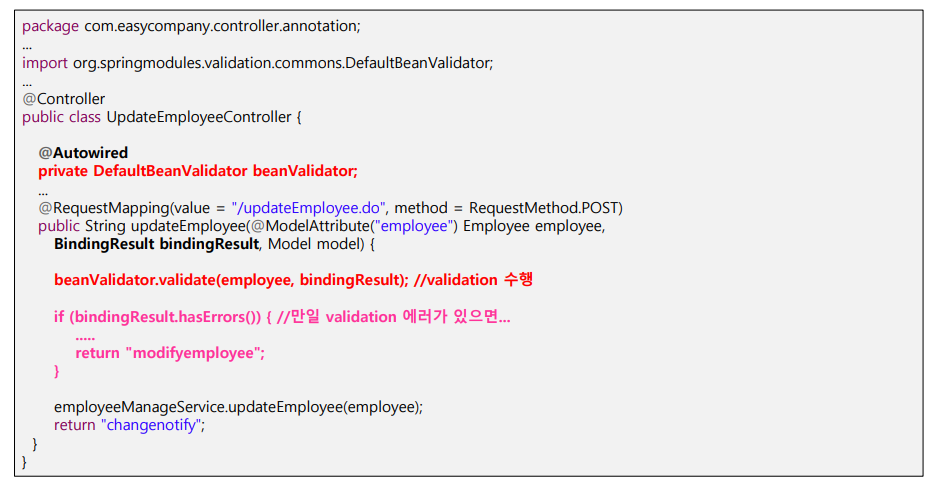 package com.easycompany.controller.annotation;
...
import org.springmodules.validation.commons.DefaultBeanValidator;
...
@Controller
public class UpdateEmployeeController {
@Autowired
private DefaultBeanValidator beanValidator;
...
@RequestMapping(value = "/updateEmployee.do", method = RequestMethod.POST)
public String updateEmployee(@ModelAttribute("employee") Employee employee,
BindingResult bindingResult, Model model) {
beanValidator.validate(employee, bindingResult); //validation 수행
if (bindingResult.hasErrors()) { //만일 validation 에러가 있으면...
.....
return "modifyemployee";
}
employeeManageService.updateEmployee(employee);
return "changenotify";
}
}